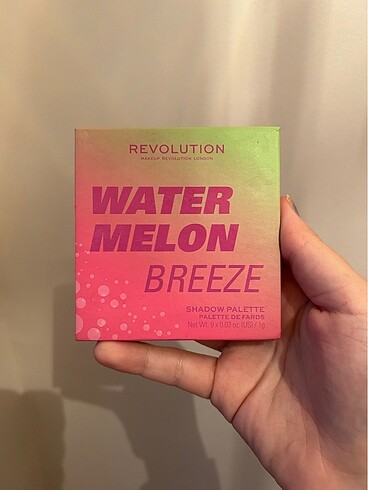 REVOLUTION
MAKEUP REVOLUTION LONDON
WATER
MELON
BREEZE
SHADOW PALETTE
PALETTE DE FARDS
Net Wt. 9 x 0.03 oz. (US) / 1g